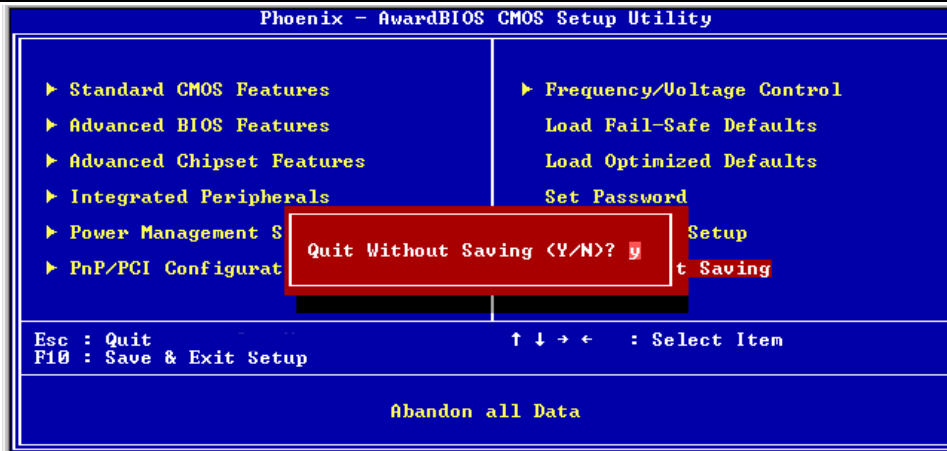 Phoenix - AwardBIOS CMOS Setup Utility
Standard CMOS Features
Advanced BIOS Features
Advanced Chipset Features
Integrated Peripherals
Power Management S
PnP/PCI Configurat
Frequency/Voltage Control
Load Fail-Safe Defaults
Load Optimized Defaults
Set Password
Setup
t Saving
Quit Without Saving (Y/N)? y
Esc : Quit
F10 : Save & Exit Setup
↑ ↓ → ← : Select Item
Abandon all Data